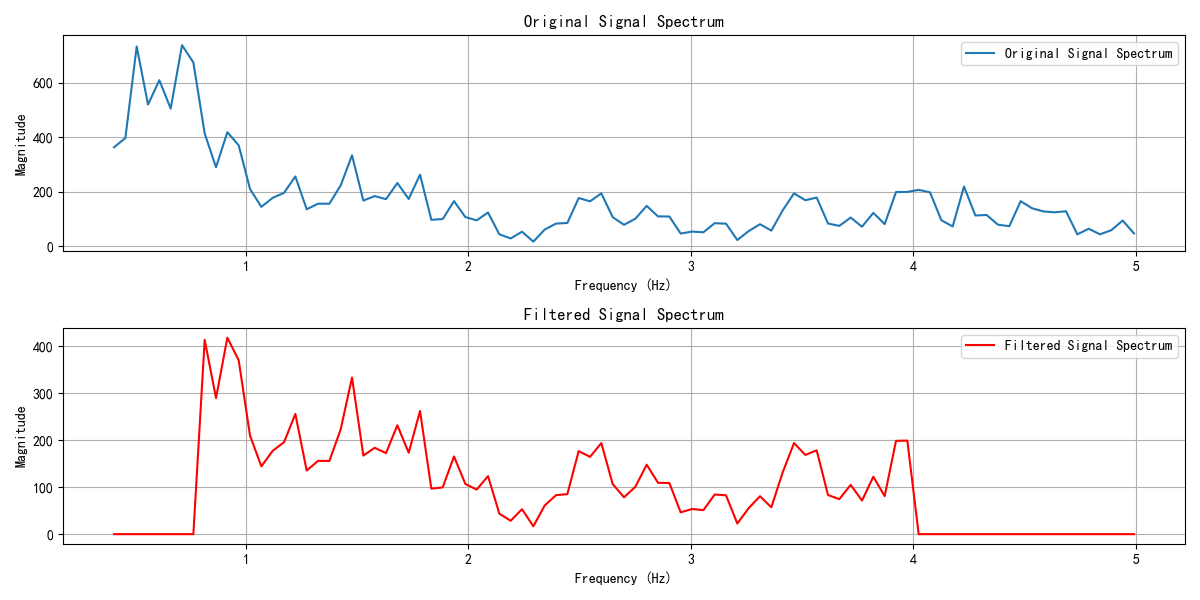 Original Signal Spectrum
Original Signal Spectrum
Magnitude
600
400
200
0
1 2 3 4 5
Frequency (Hz)
Filtered Signal Spectrum
Filtered Signal Spectrum
Magnitude
400
300
200
100
0
1 2 3 4 5
Frequency (Hz)